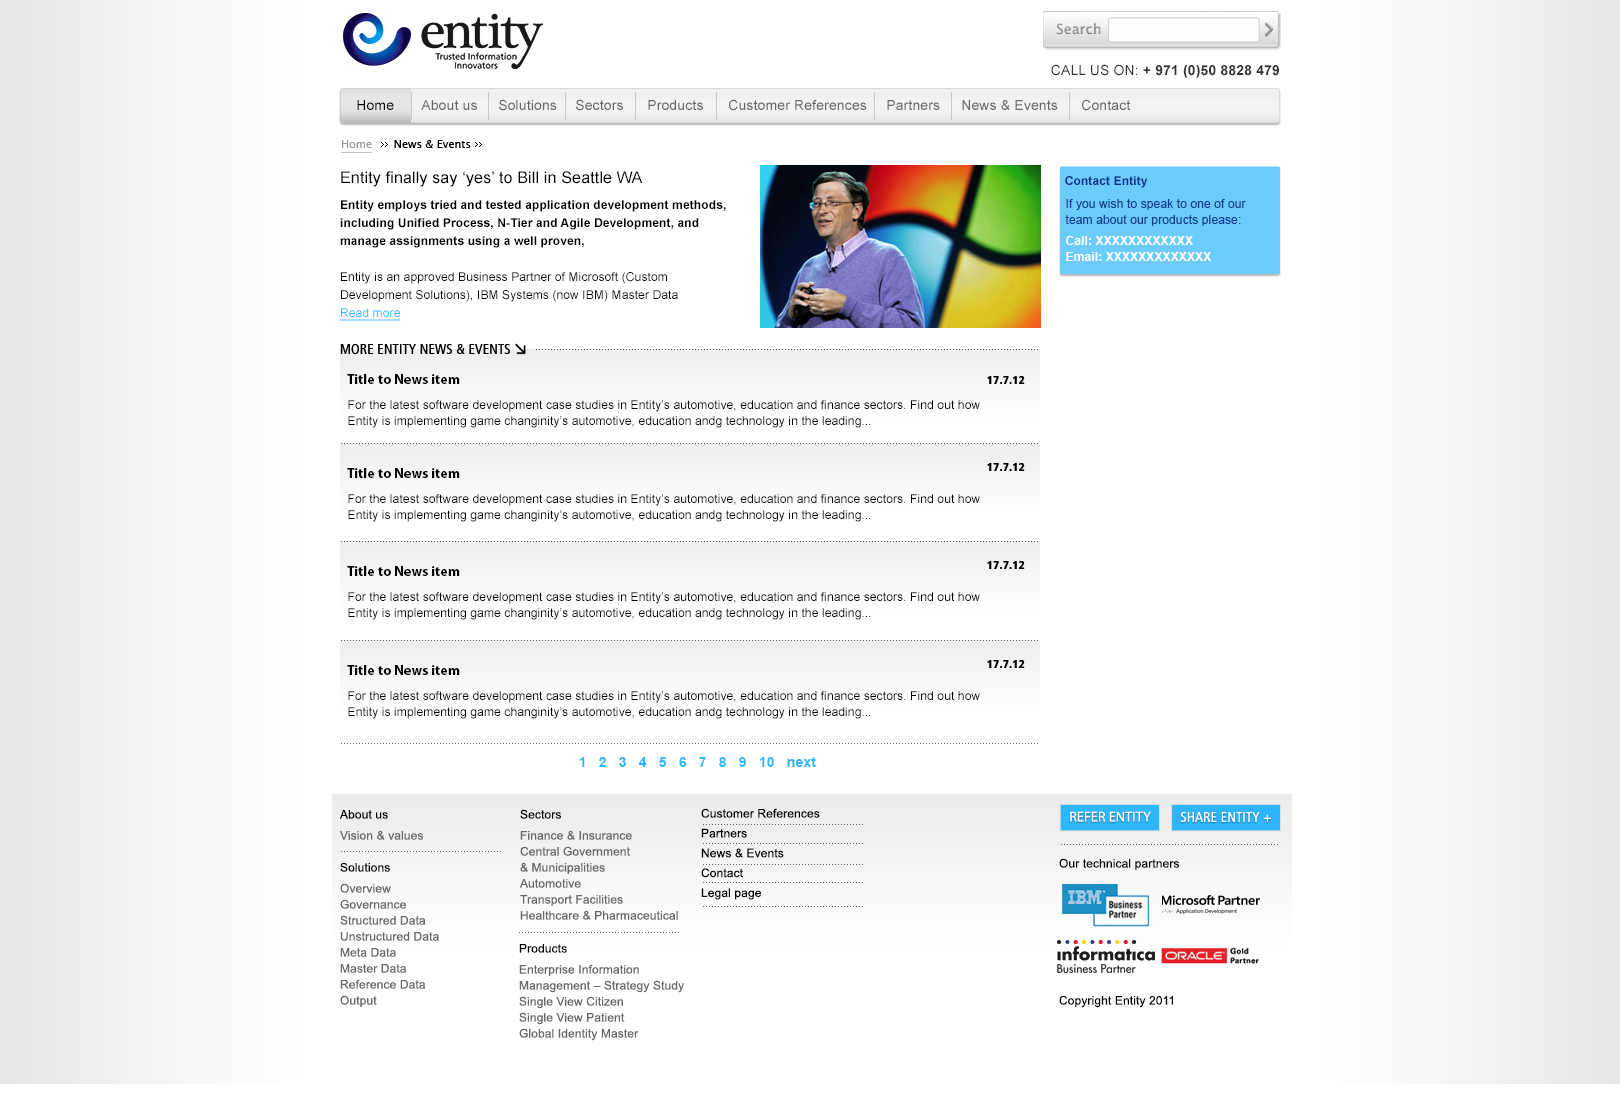 entity
Trusted Information
Innovators
Search
CALL US ON: + 971 (0)50 8828 479
Home About us Solutions Sectors Products Customer References Partners News & Events Contact
Home >> News & Events >>
Entity finally say ‘yes’ to Bill in Seattle WA
Entity employs tried and tested application development methods,
including Unified Process, N-Tier and Agile Development, and
manage assignments using a well proven,
Entity is an approved Business Partner of Microsoft (Custom
Development Solutions), IBM Systems (now IBM) Master Data
Read more
Contact Entity
If you wish to speak to one of our
team about our products please:
Call: XXXXXXXXXXXX
Email: XXXXXXXXXXXXX
MORE ENTITY NEWS & EVENTS
Title to News item 17.7.12
For the latest software development case studies in Entity’s automotive, education and finance sectors. Find out how
Entity is implementing game changinity’s automotive, education andg technology in the leading...
Title to News item 17.7.12
For the latest software development case studies in Entity’s automotive, education and finance sectors. Find out how
Entity is implementing game changinity’s automotive, education andg technology in the leading...
Title to News item 17.7.12
For the latest software development case studies in Entity’s automotive, education and finance sectors. Find out how
Entity is implementing game changinity’s automotive, education andg technology in the leading...
Title to News item 17.7.12
For the latest software development case studies in Entity’s automotive, education and finance sectors. Find out how
Entity is implementing game changinity’s automotive, education andg technology in the leading...
1 2 3 4 5 6 7 8 9 10 next
About us
Vision & values
Solutions
Overview
Governance
Structured Data
Unstructured Data
Meta Data
Master Data
Reference Data
Output
Sectors
Finance & Insurance
Central Government
& Municipalities
Automotive
Transport Facilities
Healthcare & Pharmaceutical
Products
Enterprise Information
Management – Strategy Study
Single View Citizen
Single View Patient
Global Identity Master
Customer References
Partners
News & Events
Contact
Legal page
REFER ENTITY
SHARE ENTITY +
Our technical partners
IBM
Business
Partner
Microsoft Partner
Application Development
informatica
Business Partner
ORACLE Gold
Partner
Copyright Entity 2011